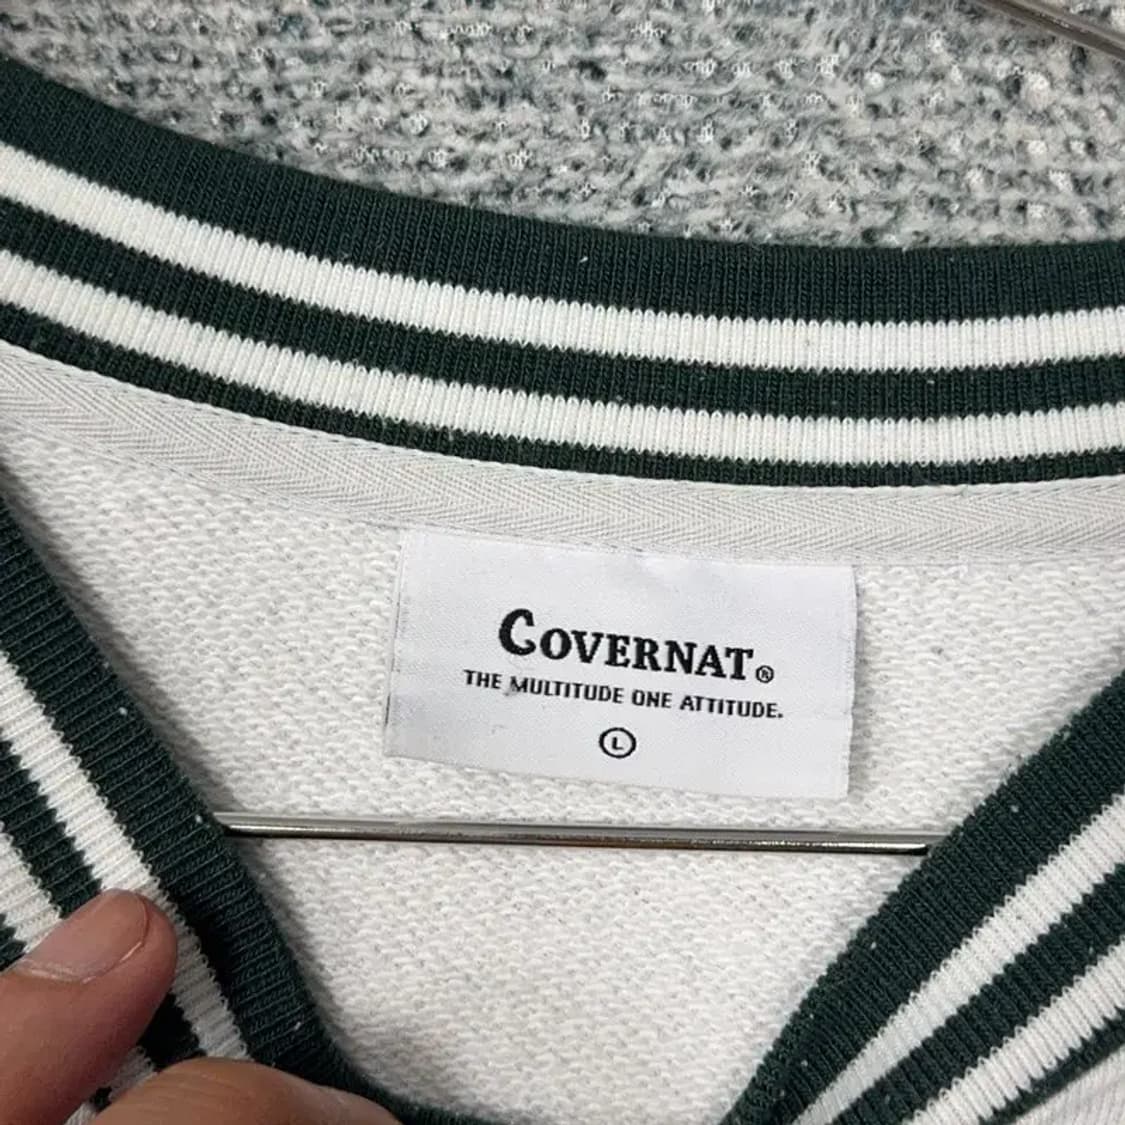 COVERNAT®
THE MULTITUDE ONE ATTITUDE.
L